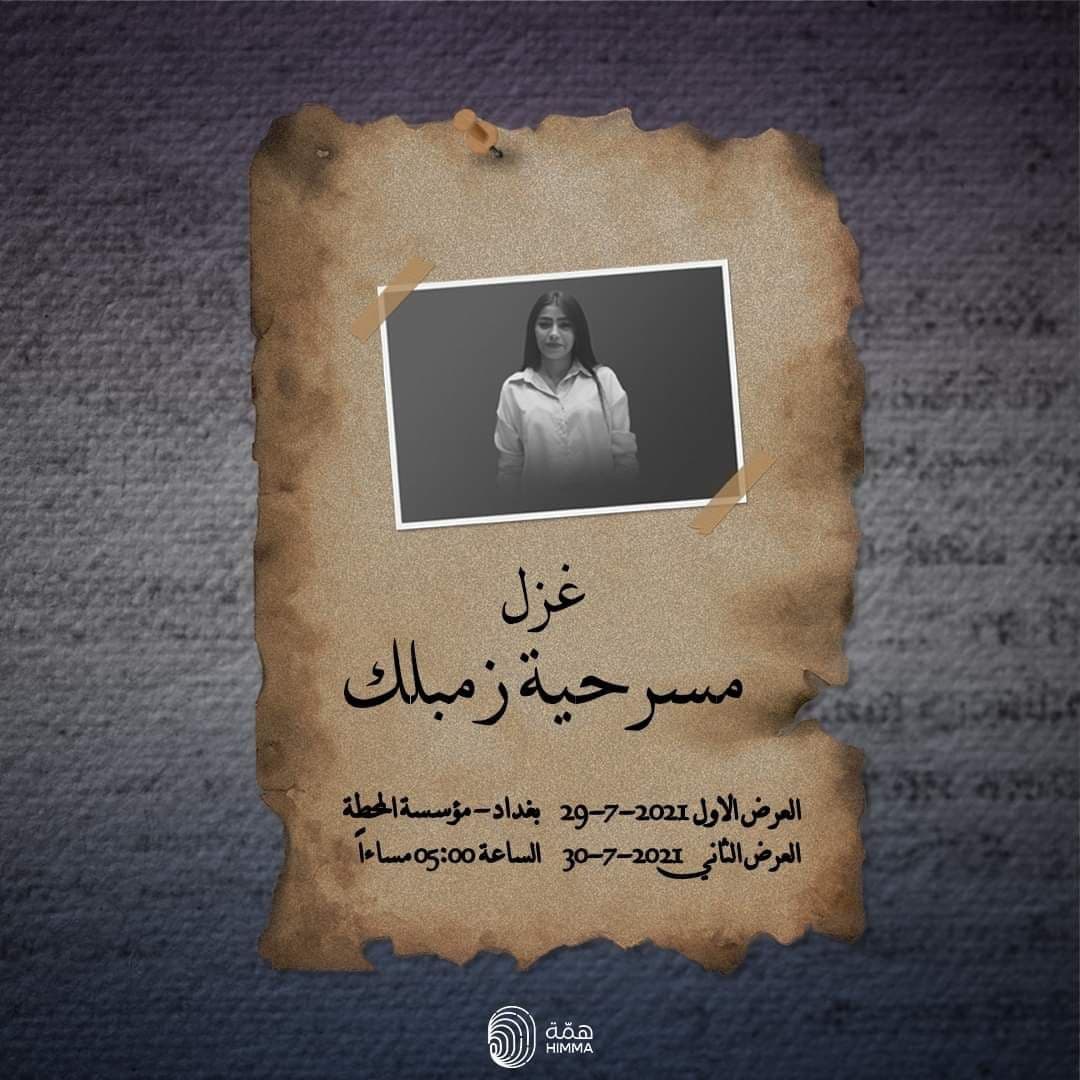 غزل
مسرحية زمبلك
العرض الاول 2021-7-29 بغداد - مؤسسة المحطة
العرض الثاني 2021-7-30 الساعة 05:00 مساءاً
همّة
HIMMA